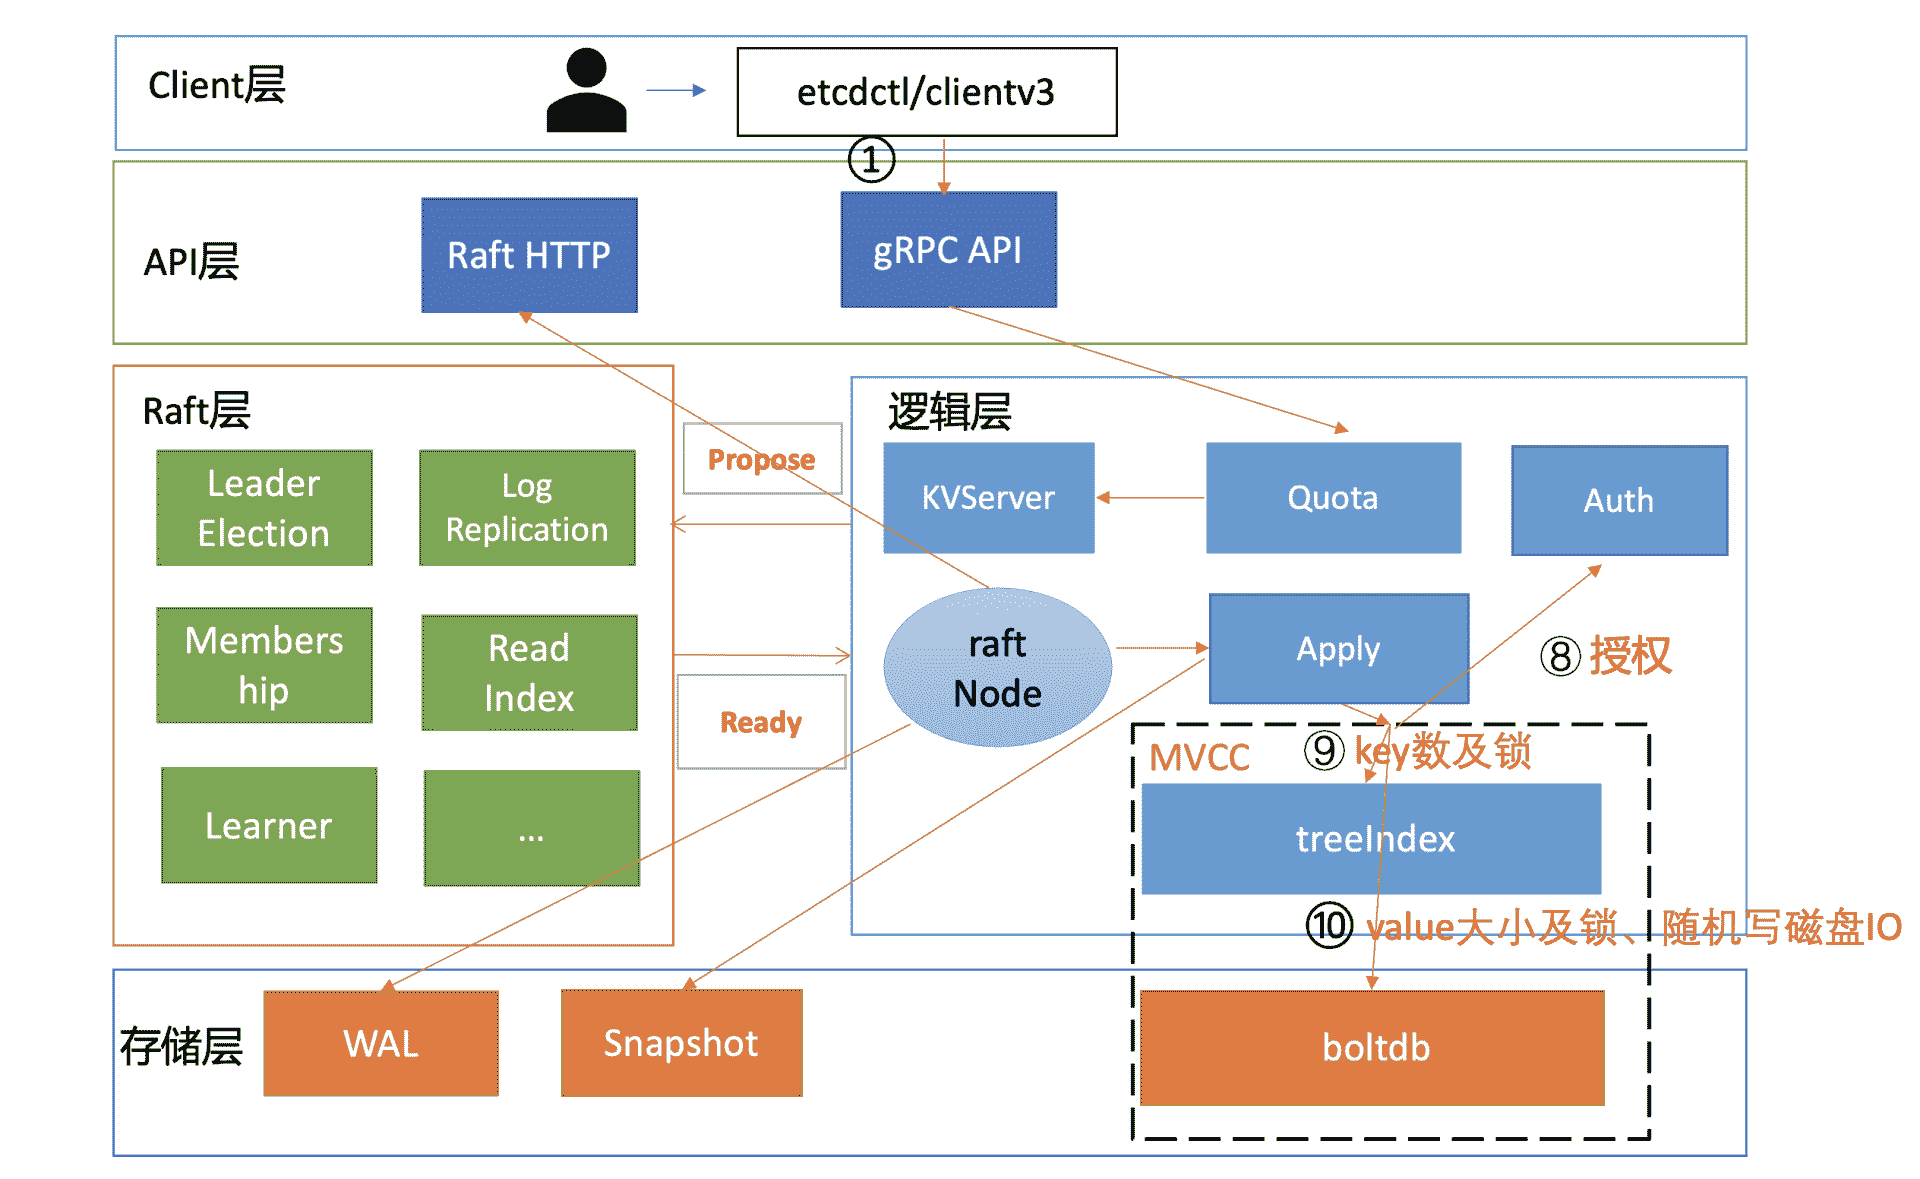 Client层
etcdctl/clientv3
①
API层
Raft HTTP
gRPC API
Raft层
Leader
Election
Log
Replication
Members
hip
Read
Index
Learner
...
Propose
Ready
逻辑层
KVServer
Quota
Auth
raft
Node
Apply
⑧ 授权
MVCC
⑨ key数及锁
treeIndex
⑩ value大小及锁、随机写磁盘IO
存储层
WAL
Snapshot
boltdb